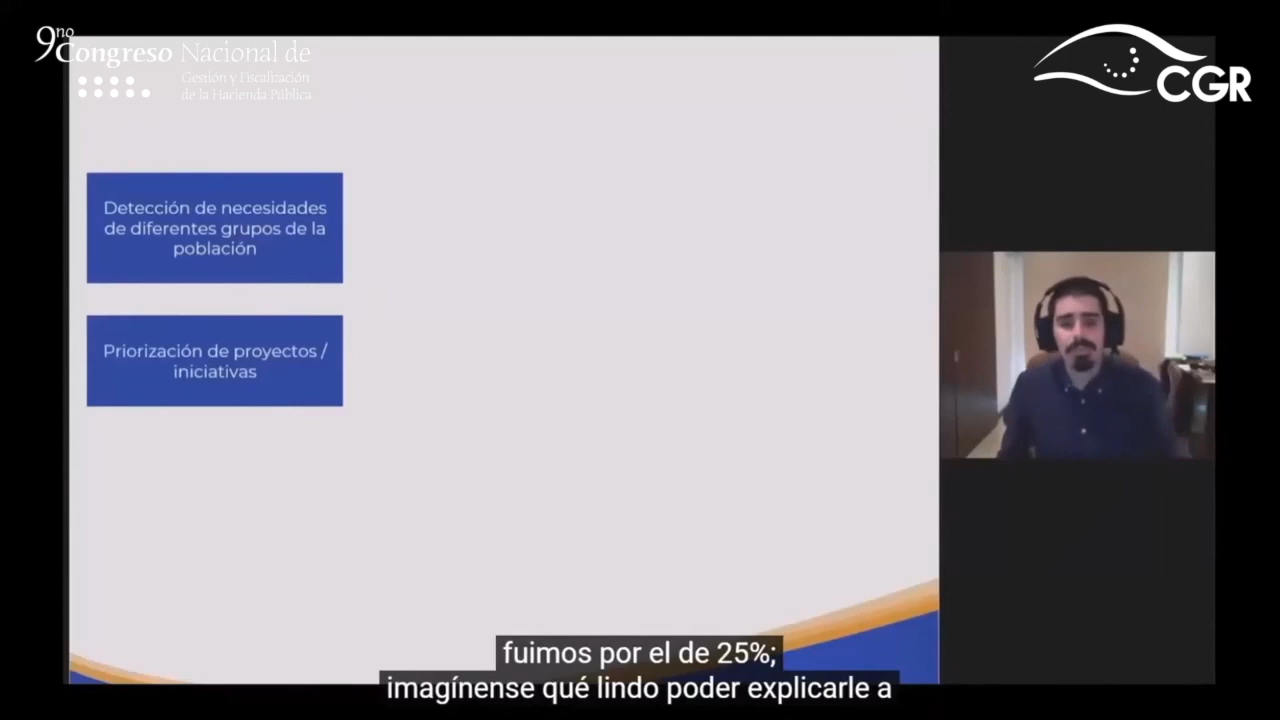 9no
Congreso Nacional de
Gestión y Fiscalización
de la Hacienda Pública
CGR
Detección de necesidades
de diferentes grupos de la
población
Priorización de proyectos /
iniciativas
fuimos por el de 25%;
imagínense qué lindo poder explicarle a